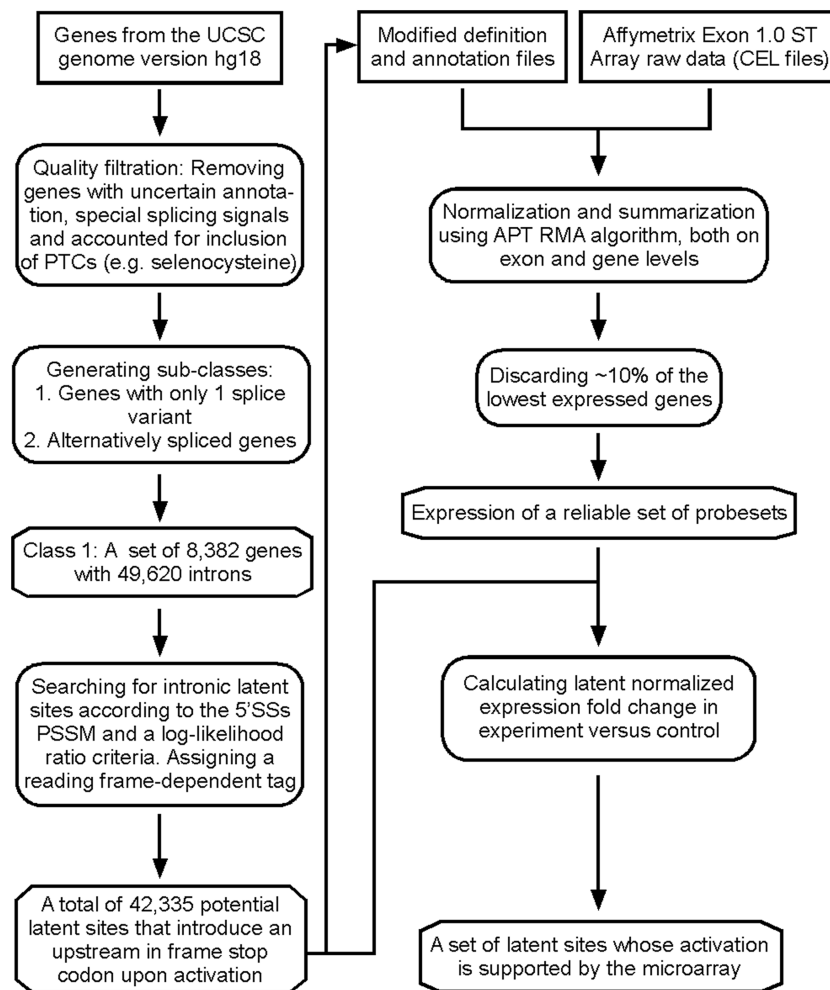 Genes from the UCSC
genome version hg18
Quality filtration: Removing
genes with uncertain annota-
tion, special splicing signals
and accounted for inclusion
of PTCs (e.g. selenocysteine)
Generating sub-classes:
1. Genes with only 1 splice
variant
2. Alternatively spliced genes
Class 1: A set of 8,382 genes
with 49,620 introns
Searching for intronic latent
sites according to the 5'SSs
PSSM and a log-likelihood
ratio criteria. Assigning a
reading frame-dependent tag
A total of 42,335 potential
latent sites that introduce an
upstream in frame stop
codon upon activation
Modified definition
and annotation files
Affymetrix Exon 1.0 ST
Array raw data (CEL files)
Normalization and summarization
using APT RMA algorithm, both on
exon and gene levels
Discarding ~10% of the
lowest expressed genes
Expression of a reliable set of probesets
Calculating latent normalized
expression fold change in
experiment versus control
A set of latent sites whose activation
is supported by the microarray